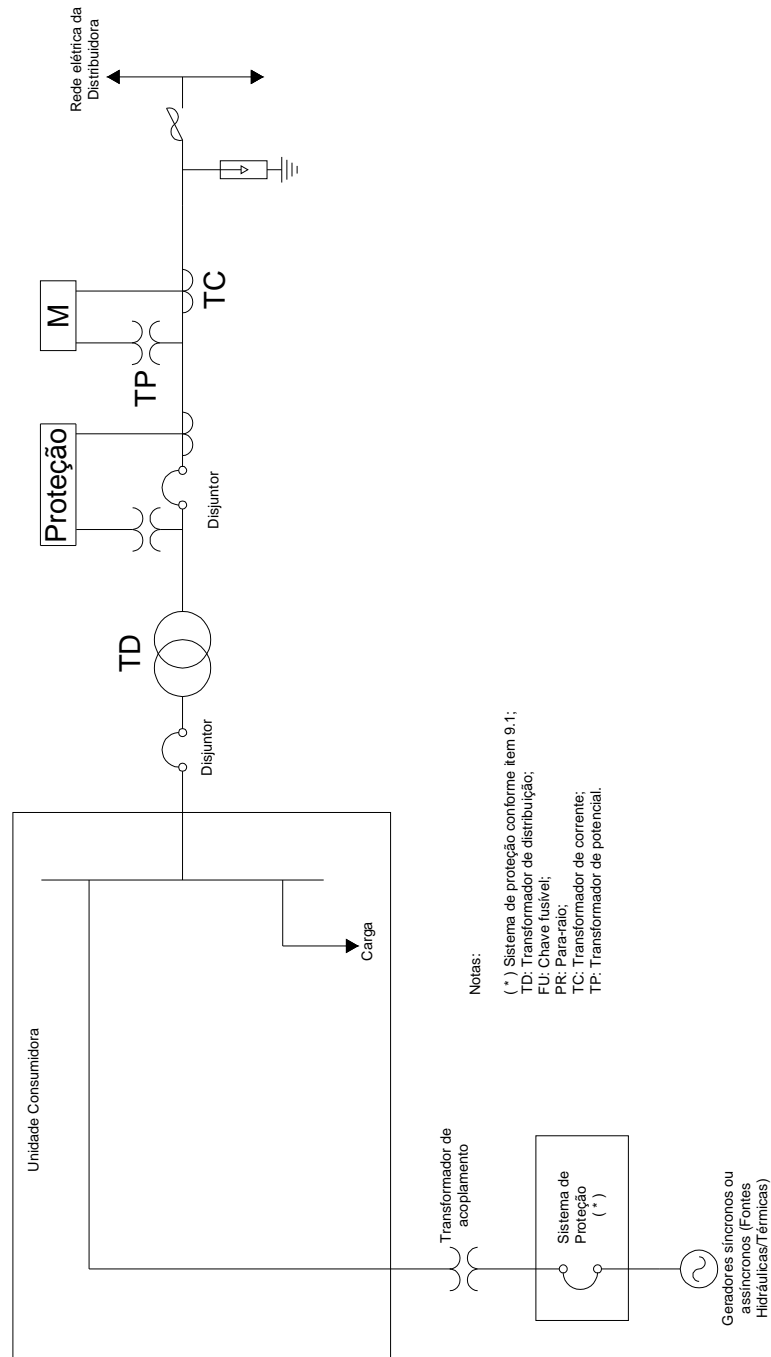 Rede elétrica da
Distribuidora
M
TC
TP
Proteção
Disjuntor
TD
Disjuntor
Unidade Consumidora
Carga
Notas:
( * ) Sistema de proteção conforme item 9.1;
TD: Transformador de distribuição;
FU: Chave fusível;
PR: Para-raio;
TC: Transformador de corrente;
TP: Transformador de potencial.
Transformador de
acoplamento
Sistema de
Proteção
( * )
Geradores síncronos ou
assíncronos (Fontes
Hidráulicas/Térmicas)